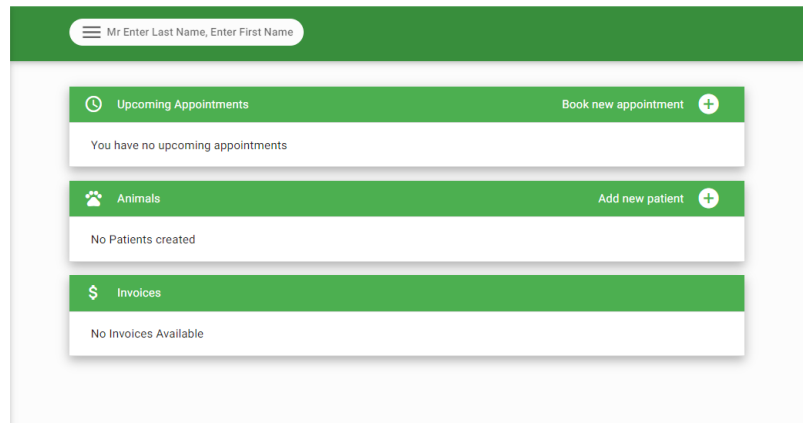 Mr Enter Last Name, Enter First Name
Upcoming Appointments Book new appointment
You have no upcoming appointments
Animals Add new patient
No Patients created
$ Invoices
No Invoices Available